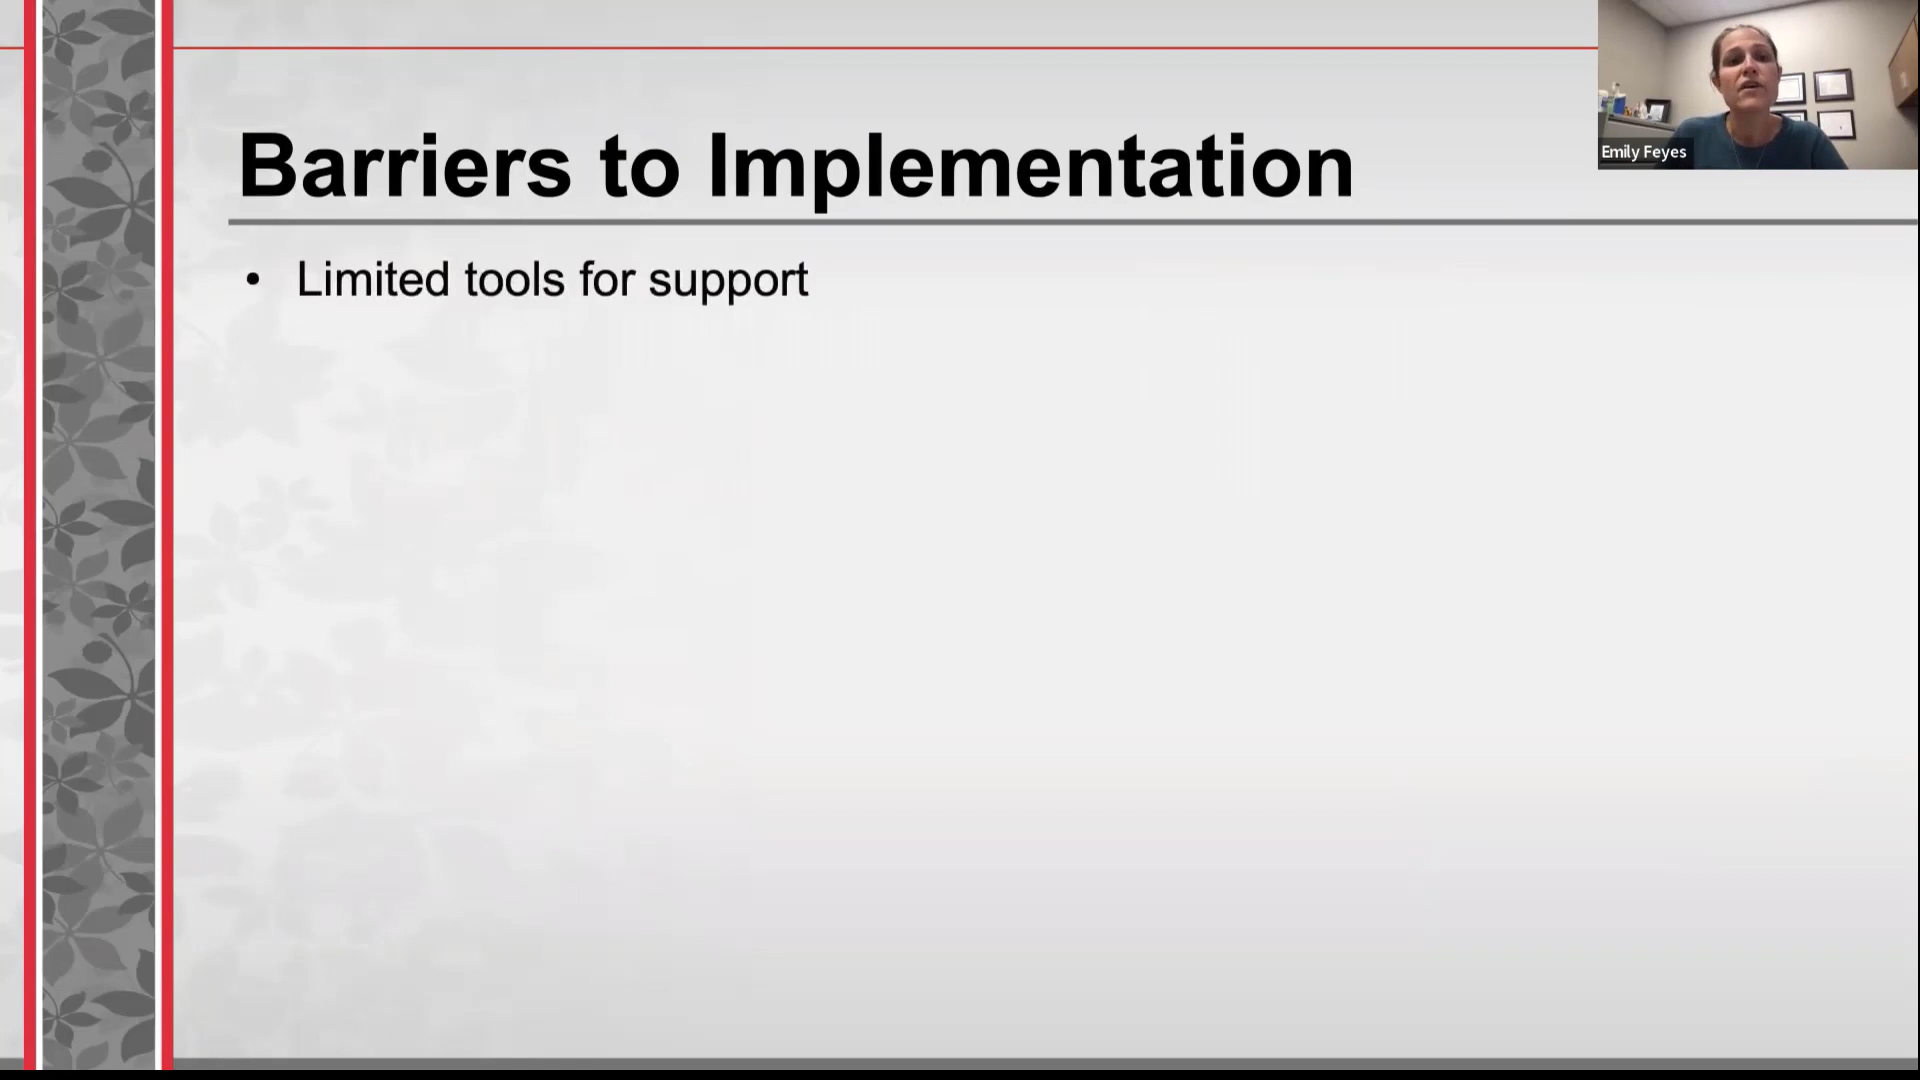 Emily Feyes
Barriers to Implementation
• Limited tools for support